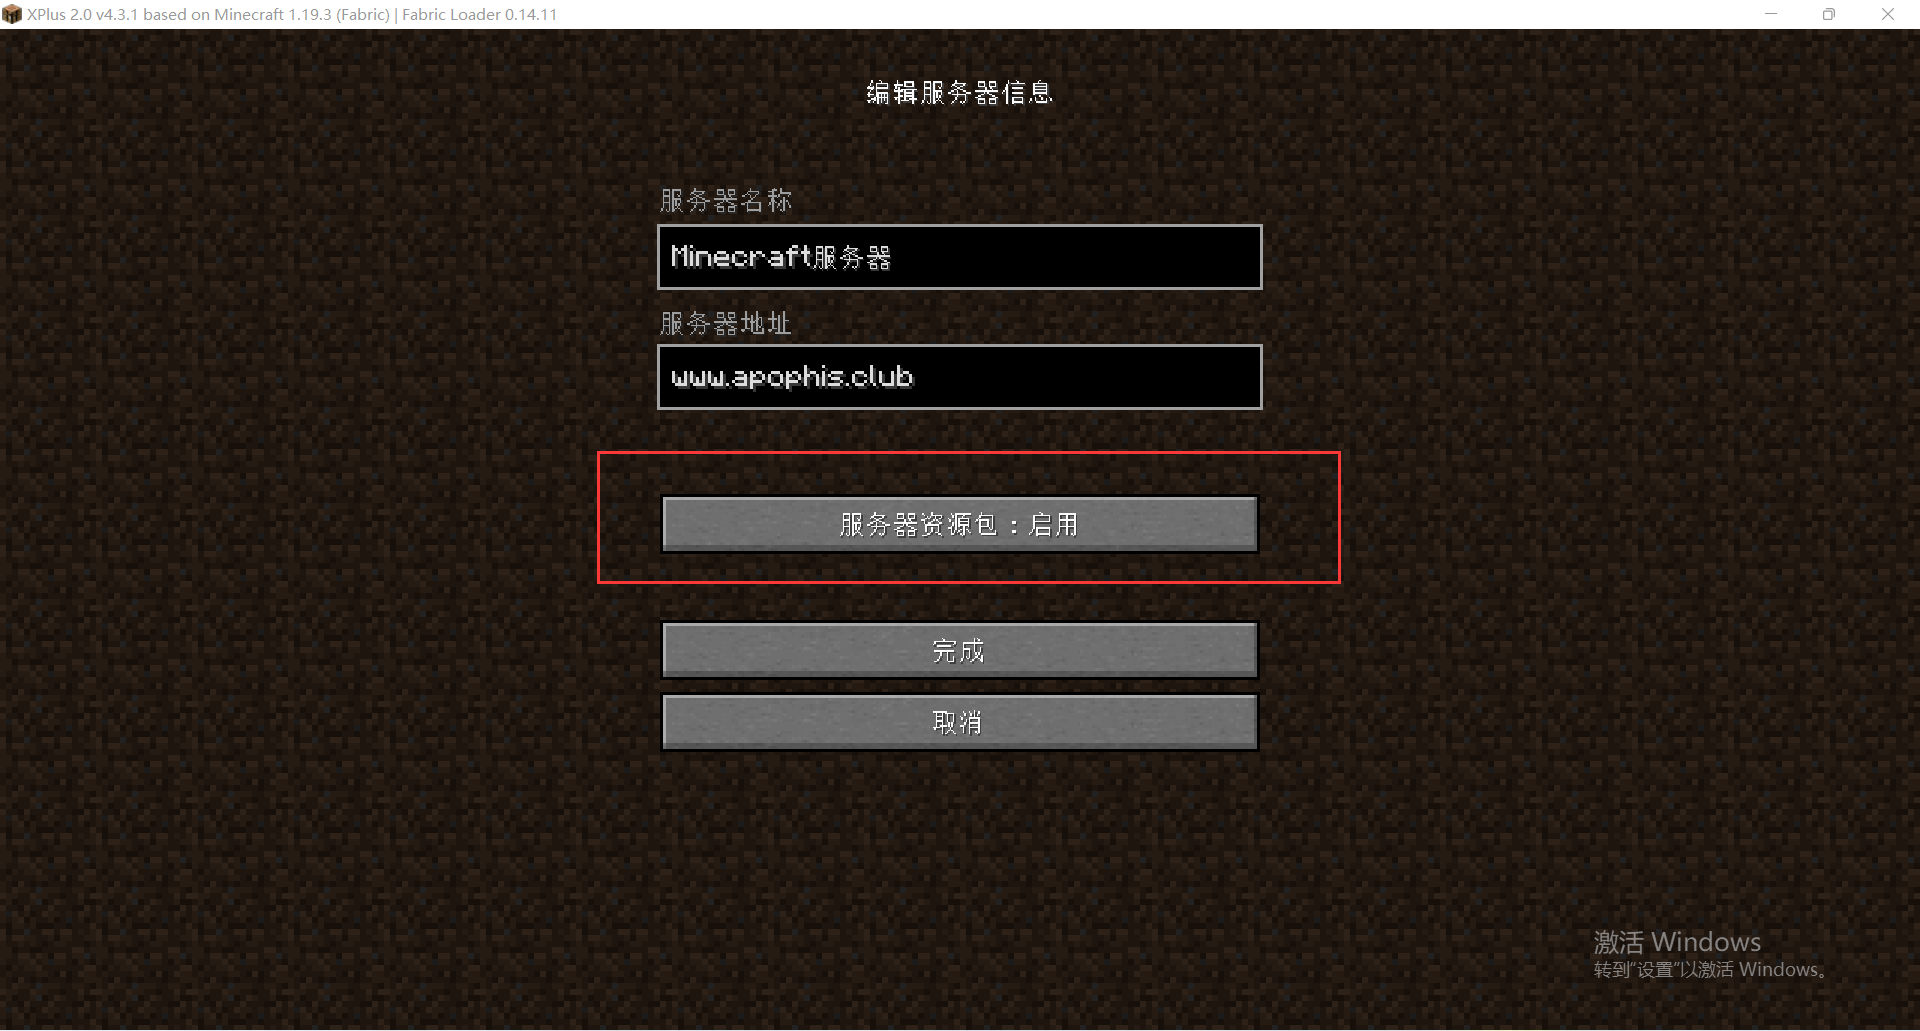 XPlus 2.0 v4.3.1 based on Minecraft 1.19.3 (Fabric) | Fabric Loader 0.14.11
编辑服务器信息
服务器名称
Minecraft服务器
服务器地址
www.apophis.club
服务器资源包：启用
完成
取消
激活 Windows
转到“设置”以激活 Windows。